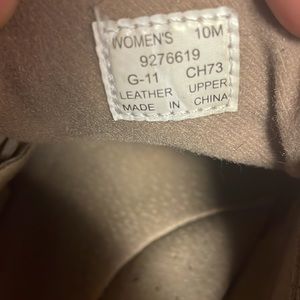 WOMEN'S 10M
9276619
G-11 CH73
LEATHER UPPER
MADE IN CHINA